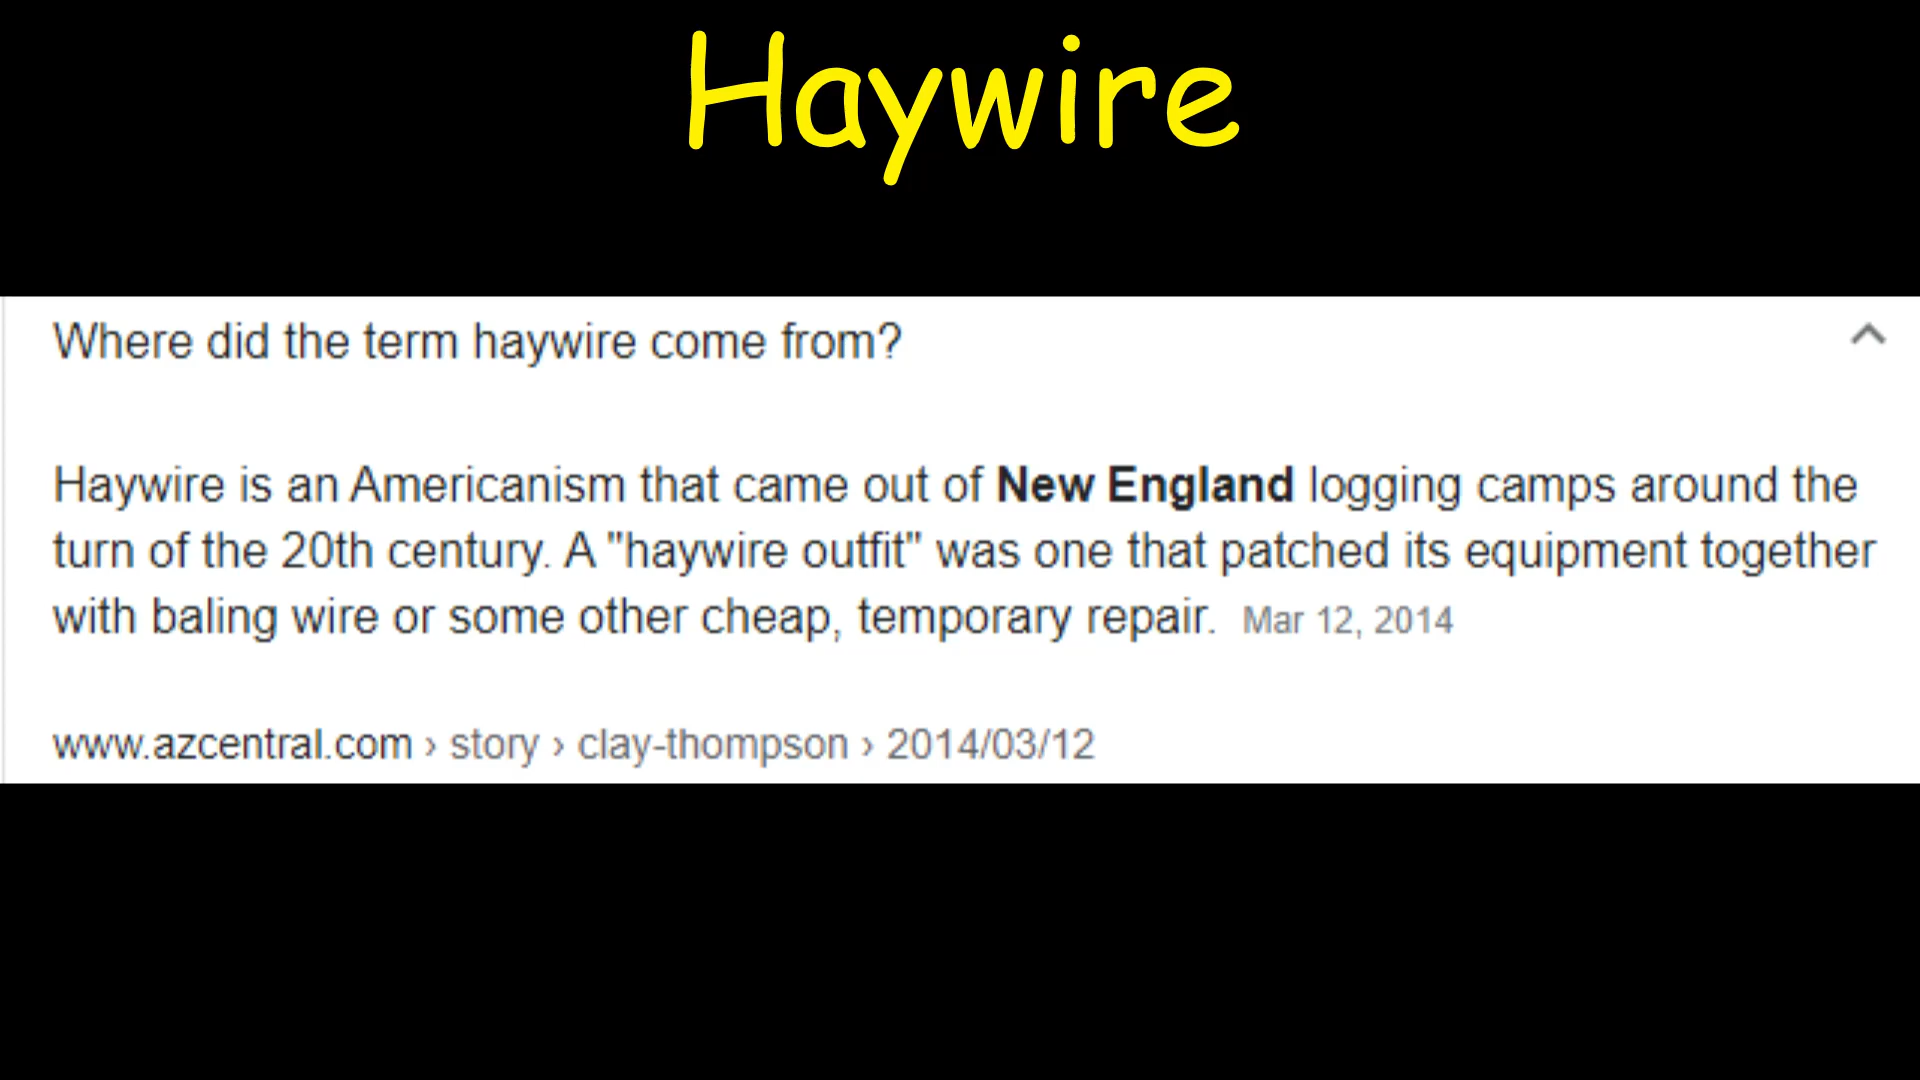 Haywire
Where did the term haywire come from?
Haywire is an Americanism that came out of New England logging camps around the
turn of the 20th century. A "haywire outfit" was one that patched its equipment together
with baling wire or some other cheap, temporary repair. Mar 12, 2014
www.azcentral.com › story › clay-thompson › 2014/03/12